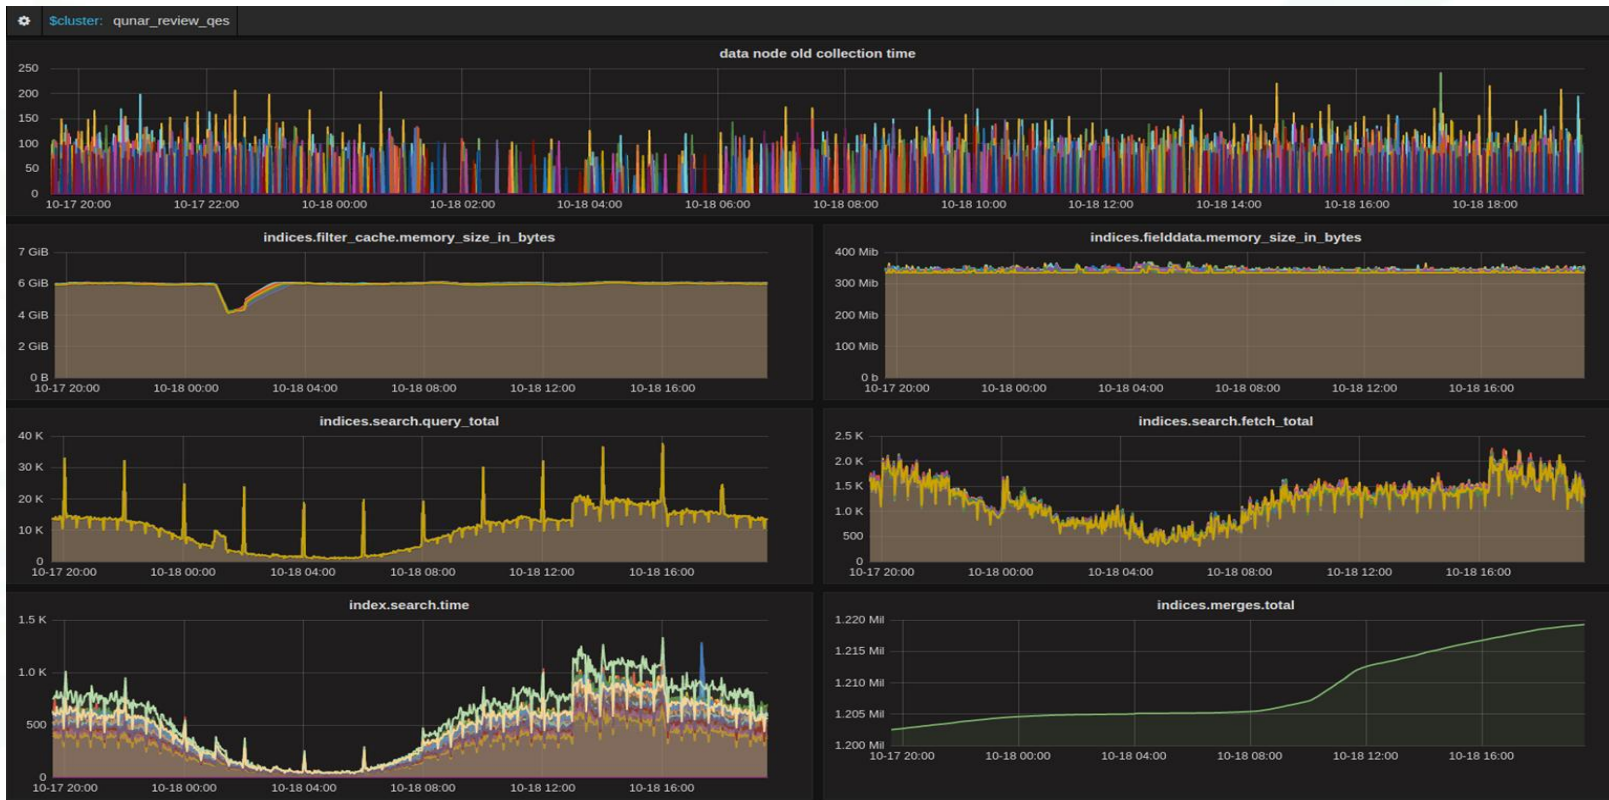 $cluster: qunar_review_qes
data node old collection time
250
200
150
100
50
0
10-17 20:00 10-17 22:00 10-18 00:00 10-18 02:00 10-18 04:00 10-18 06:00 10-18 08:00 10-18 10:00 10-18 12:00 10-18 14:00 10-18 16:00 10-18 18:00
indices.filter_cache.memory_size_in_bytes
7 GiB
6 GiB
4 GiB
2 GiB
0 B
10-17 20:00 10-18 00:00 10-18 04:00 10-18 08:00 10-18 12:00 10-18 16:00
indices.fielddata.memory_size_in_bytes
400 Mib
300 Mib
200 Mib
100 Mib
0 b
10-17 20:00 10-18 00:00 10-18 04:00 10-18 08:00 10-18 12:00 10-18 16:00
indices.search.query_total
40 K
30 K
20 K
10 K
0
10-17 20:00 10-18 00:00 10-18 04:00 10-18 08:00 10-18 12:00 10-18 16:00
indices.search.fetch_total
2.5 K
2.0 K
1.5 K
1.0 K
500
0
10-17 20:00 10-18 00:00 10-18 04:00 10-18 08:00 10-18 12:00 10-18 16:00
index.search.time
1.5 K
1.0 K
500
0
10-17 20:00 10-18 00:00 10-18 04:00 10-18 08:00 10-18 12:00 10-18 16:00
indices.merges.total
1.220 Mil
1.215 Mil
1.210 Mil
1.205 Mil
1.200 Mil
10-17 20:00 10-18 00:00 10-18 04:00 10-18 08:00 10-18 12:00 10-18 16:00